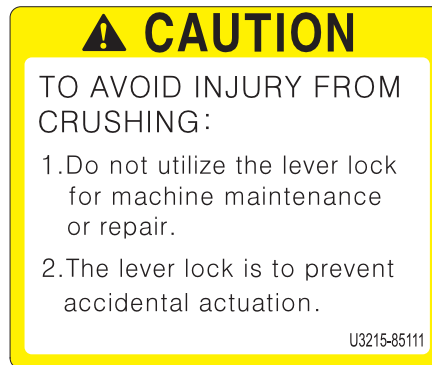 CAUTION
TO AVOID INJURY FROM
CRUSHING:
1.Do not utilize the lever lock
for machine maintenance
or repair.
2.The lever lock is to prevent
accidental actuation.
U3215-85111